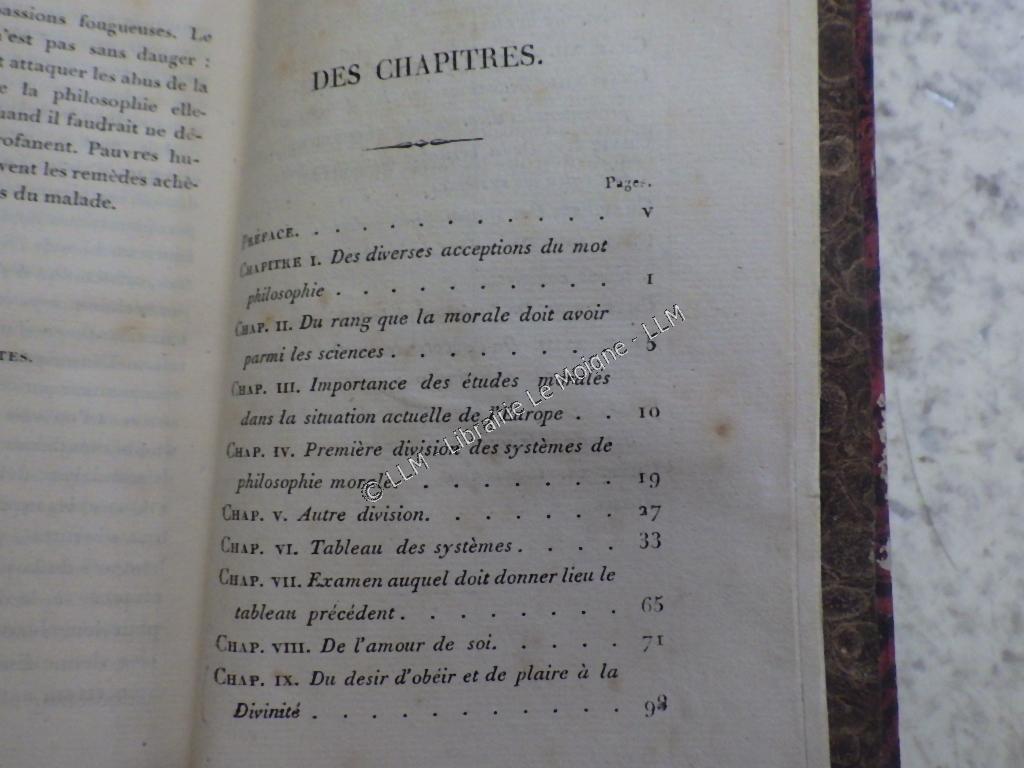 passions fougueuses. Le
n'est pas sans danger :
t attaquer les abus de la
e la philosophie elle-
quand il faudrait ne dé-
rofanent. Pauvres hu-
vent les remèdes achè-
s du malade.
TES.
DES CHAPITRES.
Pages.
PRÉFACE. . . . . . . . . . . v
CHAPITRE I. Des diverses acceptions du mot
philosophie . . . . . . . . . . 1
CHAP. II. Du rang que la morale doit avoir
parmi les sciences . . . . . . . . 5
CHAP. III. Importance des études morales
dans la situation actuelle de l'Europe . . 10
CHAP. IV. Première division des systèmes de
philosophie morale . . . . . . . 19
CHAP. V. Autre division. . . . . . . 27
CHAP. VI. Tableau des systèmes . . . . 33
CHAP. VII. Examen auquel doit donner lieu le
tableau précédent . . . . . . . . 65
CHAP. VIII. De l'amour de soi. . . . . 71
CHAP. IX. Du desir d'obéir et de plaire à la
Divinité . . . . . . . . . . . 98
© LLM - Librairie Le Moigne - LLM